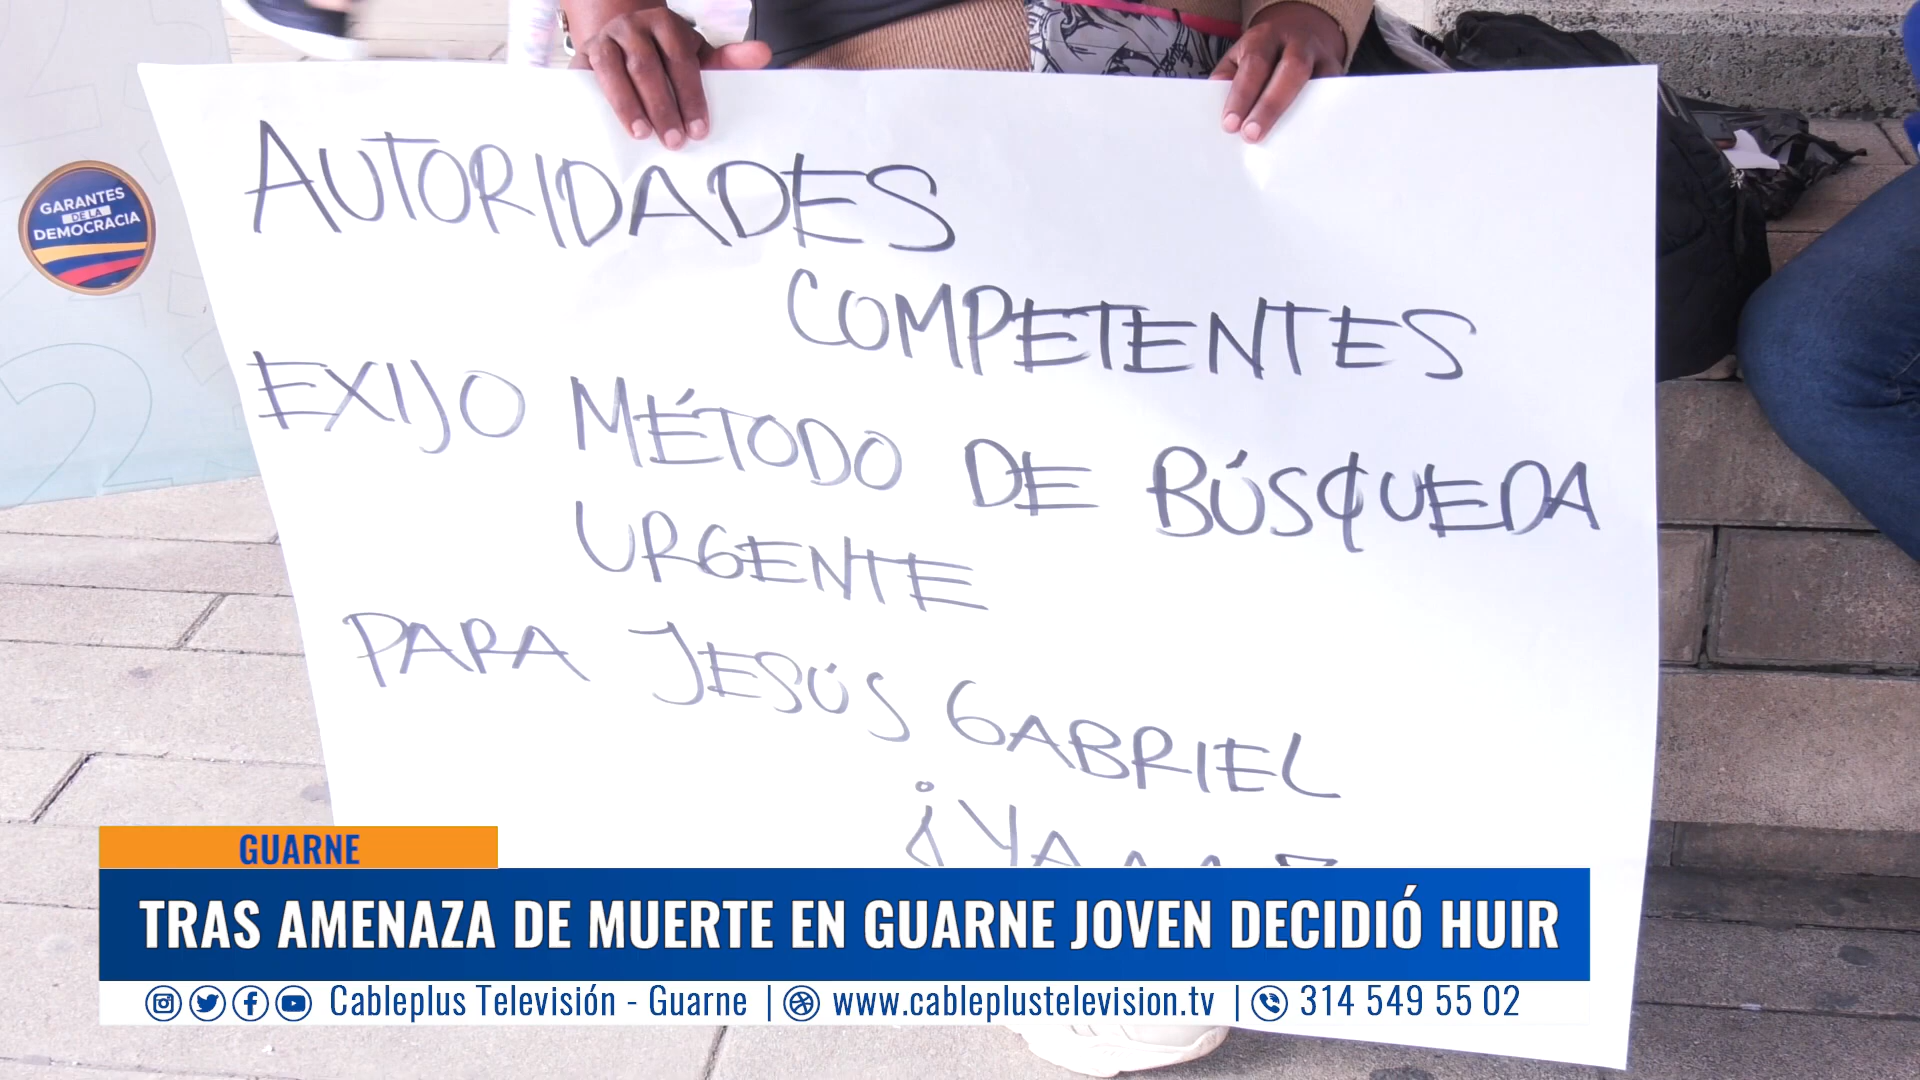 GARANTES
DE LA
DEMOCRACIA
AUTORIDADES
COMPETENTES
EXIJO MÉTODO DE BÚSQUEDA
URGENTE
PARA JESÚS GABRIEL
GUARNE
TRAS AMENAZA DE MUERTE EN GUARNE JOVEN DECIDIÓ HUIR
Cableplus Televisión - Guarne | www.cableplustelevision.tv | 314 549 55 02